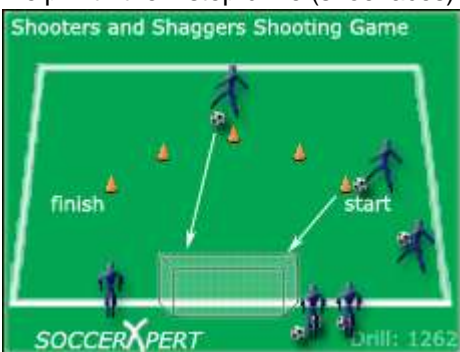 Shooters and Shaggers Shooting Game
finish
start
SOCCERXPERT
Drill: 1262